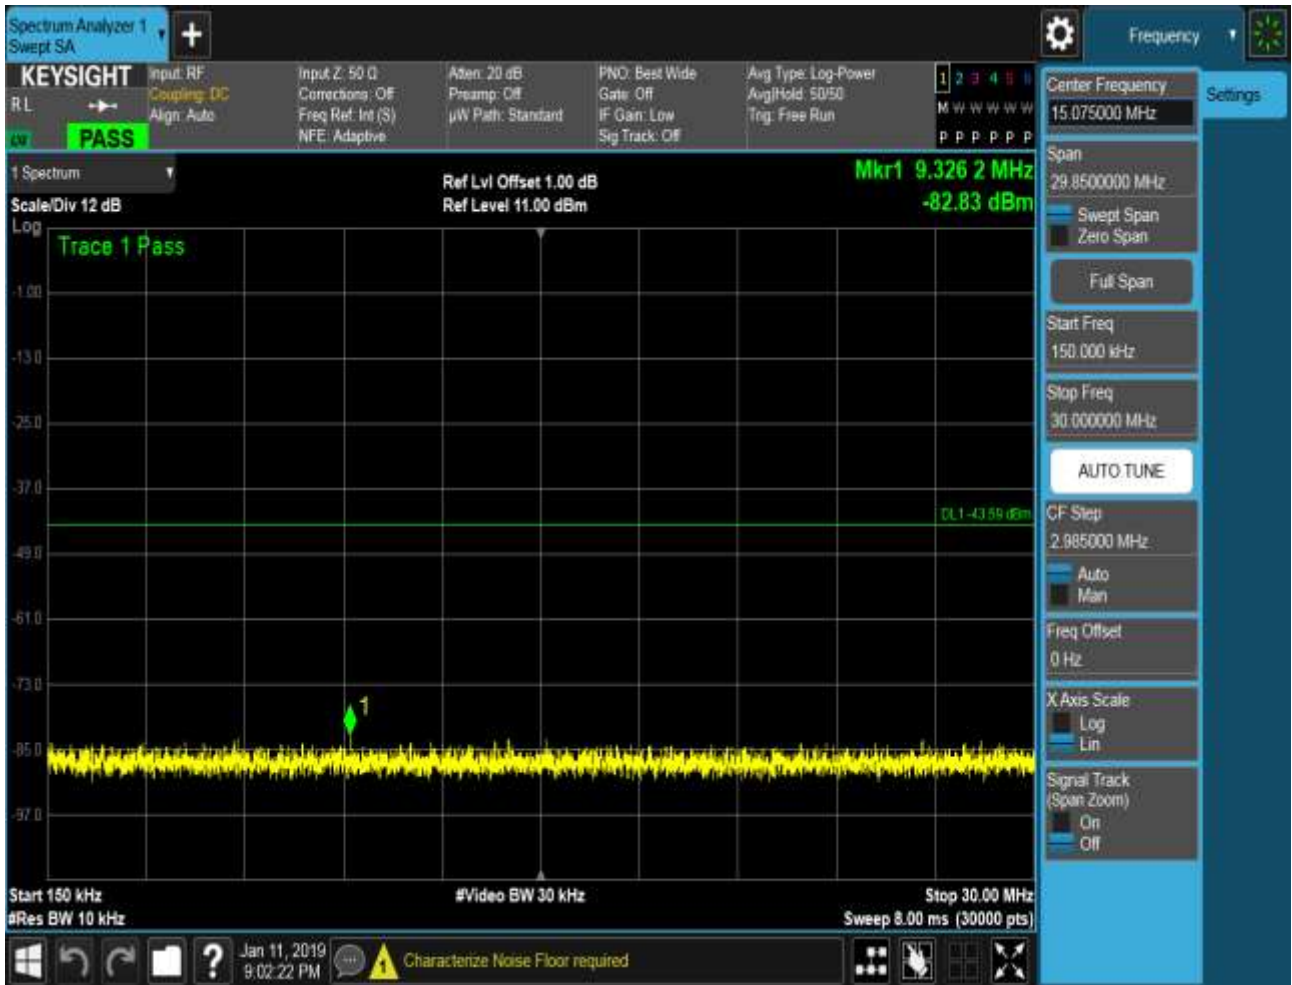 Spectrum Analyzer 1
Swept SA
+
Frequency
KEYSIGHT
R L
PASS
Input: RF
Coupling: DC
Align: Auto
Input Z: 50 Ω
Corrections: Off
Freq Ref: Int (S)
NFE: Adaptive
Atten: 20 dB
Preamp: Off
µW Path: Standard
PNO: Best Wide
Gate: Off
IF Gain: Low
Sig Track: Off
Avg Type: Log-Power
Avg|Hold: 50/50
Trig: Free Run
1 2 3 4 5 6
M W W W W W
P P P P P P
1 Spectrum
Scale/Div 12 dB
Log
Ref Lvl Offset 1.00 dB
Ref Level 11.00 dBm
Mkr1 9.326 2 MHz
-82.83 dBm
Trace 1 Pass
-1.00
-13.0
-25.0
-37.0
DL1 -43.59 dBm
-49.0
-61.0
-73.0
1
-85.0
-97.0
Start 150 kHz
#Res BW 10 kHz
#Video BW 30 kHz
Stop 30.00 MHz
Sweep 8.00 ms (30000 pts)
Center Frequency
15.075000 MHz
Settings
Span
29.8500000 MHz
Swept Span
Zero Span
Full Span
Start Freq
150.000 kHz
Stop Freq
30.000000 MHz
AUTO TUNE
CF Step
2.985000 MHz
Auto
Man
Freq Offset
0 Hz
X Axis Scale
Log
Lin
Signal Track
(Span Zoom)
On
Off
?
Jan 11, 2019
9:02:22 PM
1
Characterize Noise Floor required